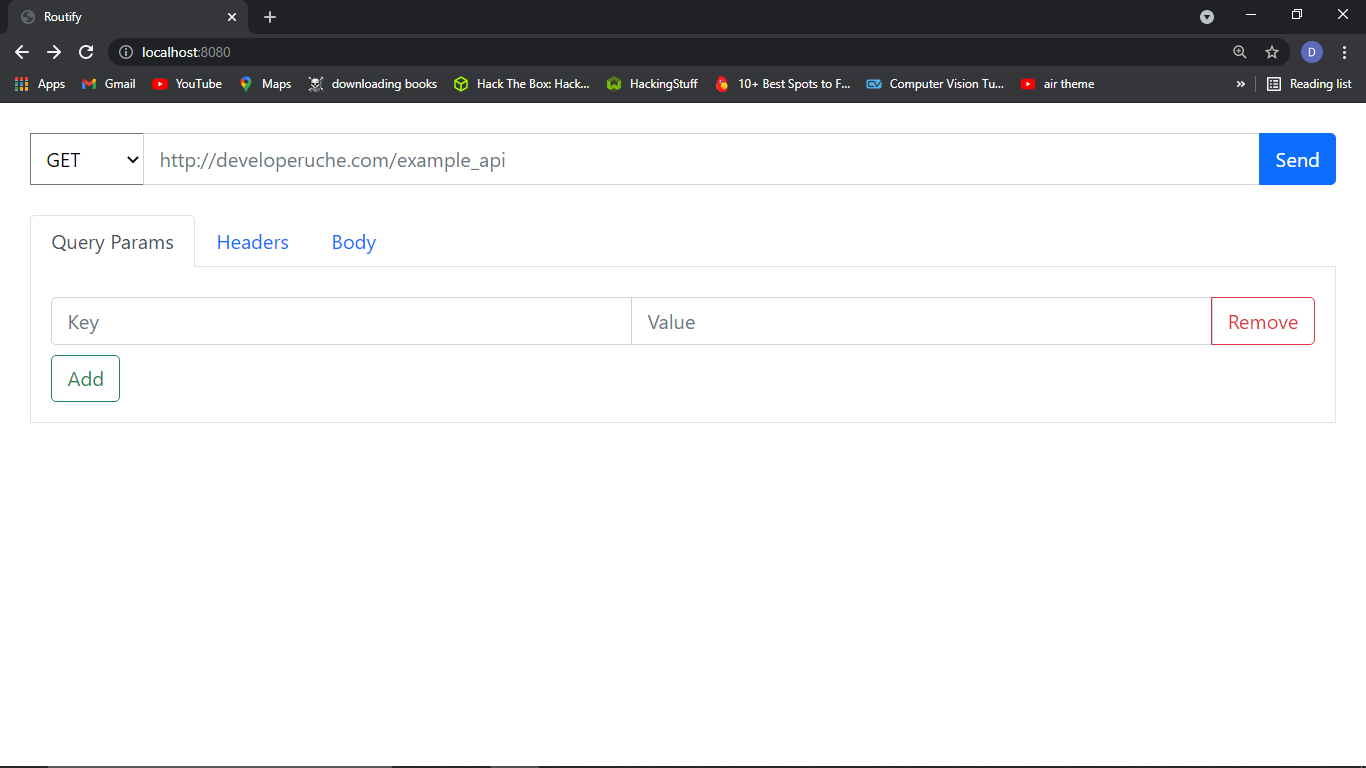 Routify
localhost:8080
D
Apps Gmail YouTube Maps downloading books Hack The Box: Hack... HackingStuff 10+ Best Spots to F... CV Computer Vision Tu... air theme » Reading list
GET http://developeruche.com/example_api Send
Query Params Headers Body
Key Value Remove
Add